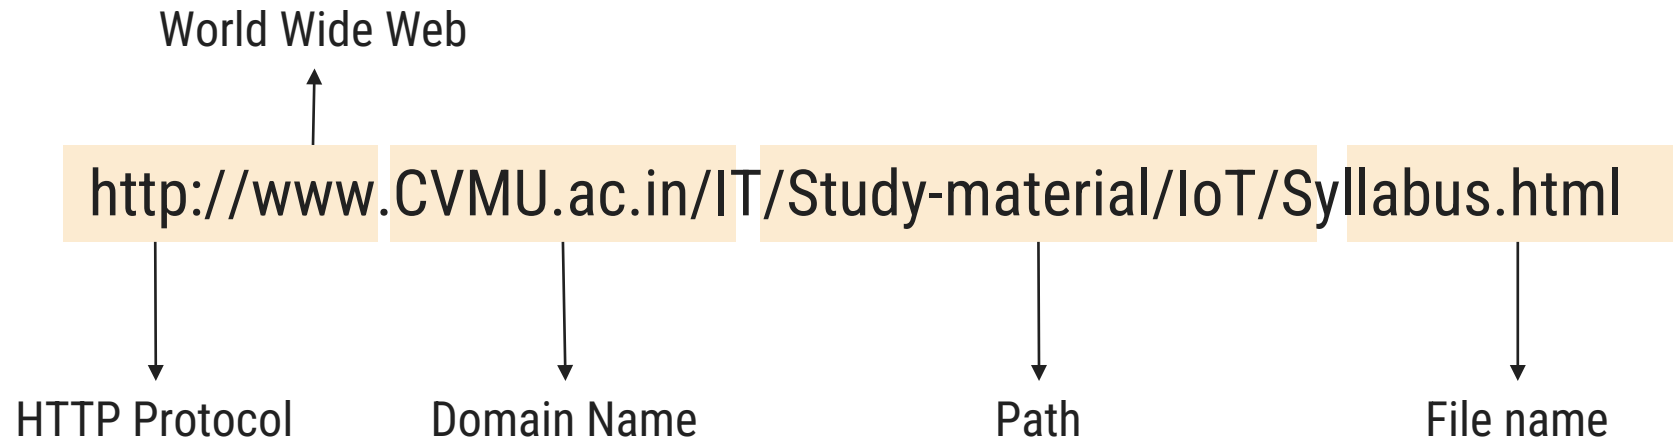 World Wide Web
http://www.CVMU.ac.in/IT/Study-material/IoT/Syllabus.html
HTTP Protocol
Domain Name
Path
File name